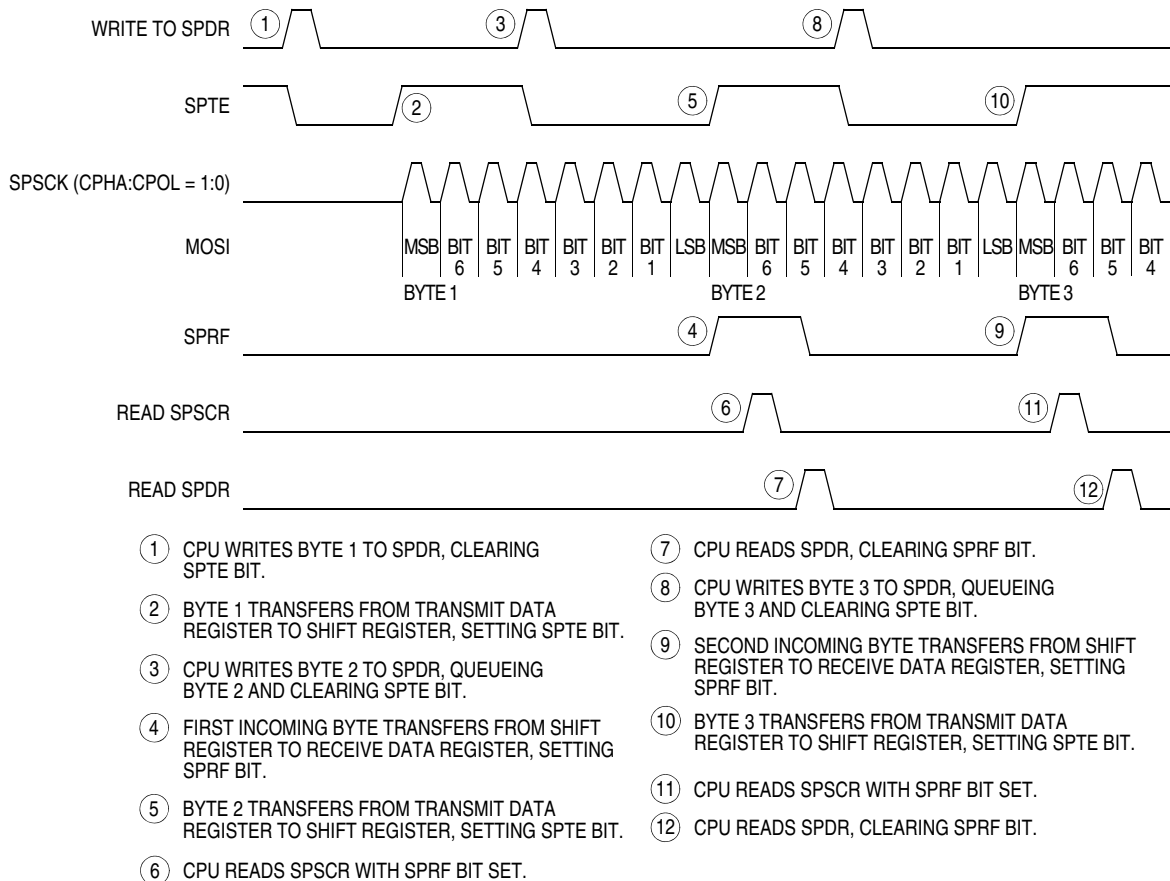 WRITE TO SPDR
1
3
8
SPTE
2
5
10
SPSCK (CPHA:CPOL = 1:0)
MOSI
MSB BIT 6 BIT 5 BIT 4 BIT 3 BIT 2 BIT 1 LSB MSB BIT 6 BIT 5 BIT 4 BIT 3 BIT 2 BIT 1 LSB MSB BIT 6 BIT 5 BIT 4
BYTE 1
BYTE 2
BYTE 3
SPRF
4
9
READ SPSCR
6
11
READ SPDR
7
12
1 CPU WRITES BYTE 1 TO SPDR, CLEARING
SPTE BIT.
2 BYTE 1 TRANSFERS FROM TRANSMIT DATA
REGISTER TO SHIFT REGISTER, SETTING SPTE BIT.
3 CPU WRITES BYTE 2 TO SPDR, QUEUEING
BYTE 2 AND CLEARING SPTE BIT.
4 FIRST INCOMING BYTE TRANSFERS FROM SHIFT
REGISTER TO RECEIVE DATA REGISTER, SETTING
SPRF BIT.
5 BYTE 2 TRANSFERS FROM TRANSMIT DATA
REGISTER TO SHIFT REGISTER, SETTING SPTE BIT.
6 CPU READS SPSCR WITH SPRF BIT SET.
7 CPU READS SPDR, CLEARING SPRF BIT.
8 CPU WRITES BYTE 3 TO SPDR, QUEUEING
BYTE 3 AND CLEARING SPTE BIT.
9 SECOND INCOMING BYTE TRANSFERS FROM SHIFT
REGISTER TO RECEIVE DATA REGISTER, SETTING
SPRF BIT.
10 BYTE 3 TRANSFERS FROM TRANSMIT DATA
REGISTER TO SHIFT REGISTER, SETTING SPTE BIT.
11 CPU READS SPSCR WITH SPRF BIT SET.
12 CPU READS SPDR, CLEARING SPRF BIT.